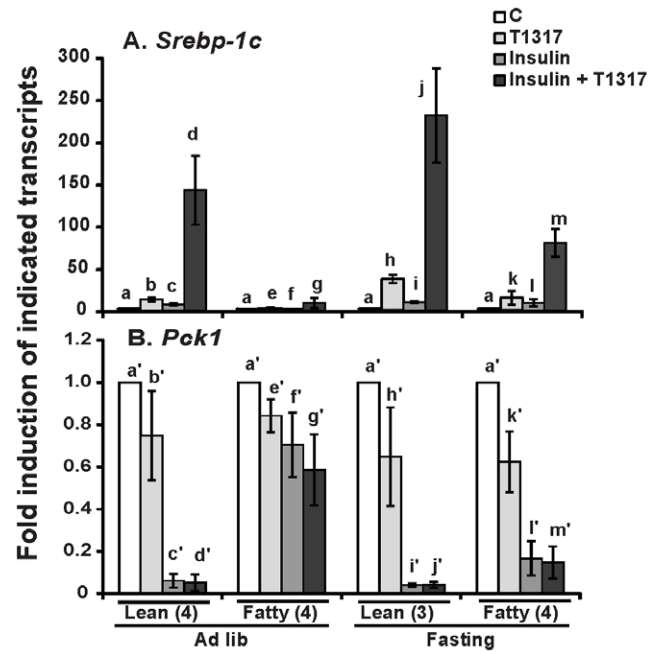 C
T1317
Insulin
Insulin + T1317
A. Srebp-1c
Fold induction of indicated transcripts
300
250
200
150
100
50
0
a b c d
a e f g
a h i j
a k l m
B. Pck1
1.2
1.0
0.8
0.6
0.4
0.2
0
a' b' c' d'
a' e' f' g'
a' h' i' j'
a' k' l' m'
Lean (4) Fatty (4) Lean (3) Fatty (4)
Ad lib Fasting